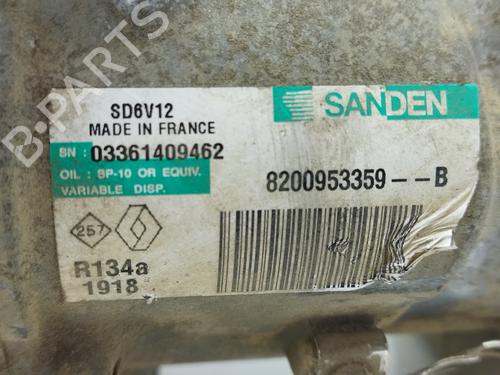 SD6V12
MADE IN FRANCE
SN : 03361409462
OIL : SP-10 OR EQUIV.
VARIABLE DISP.
257
R134a
1918
SANDEN
8200953359--B
B-PARTS